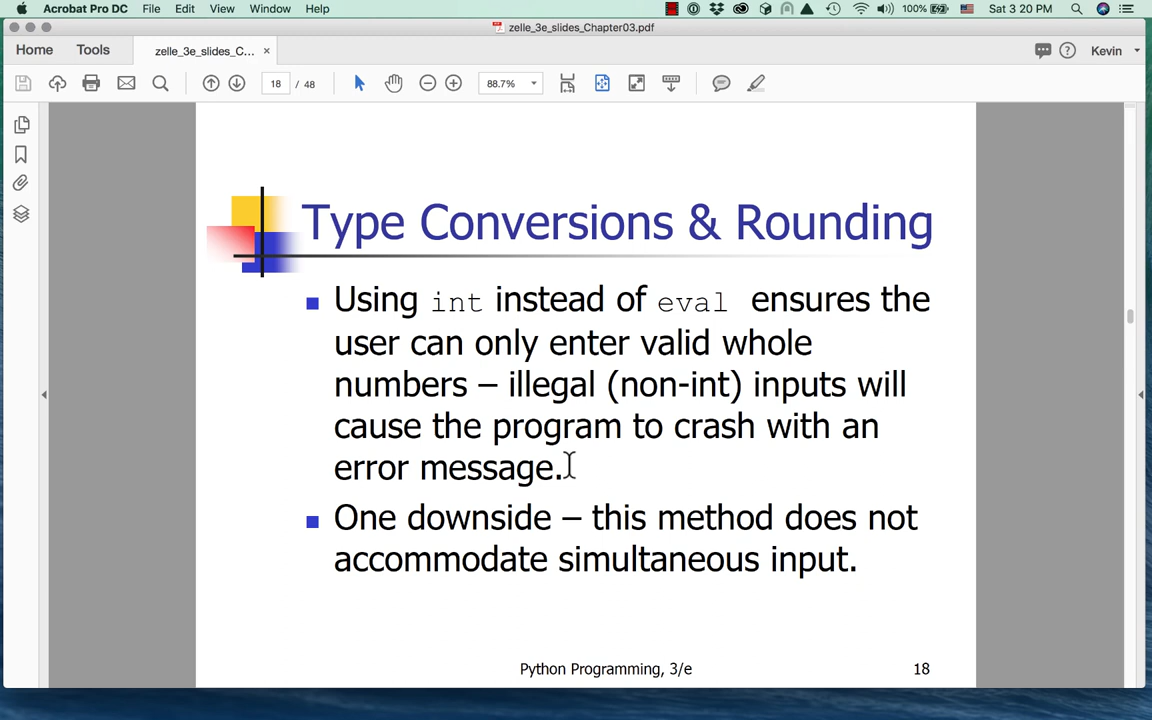 Acrobat Pro DC File Edit View Window Help 100% Sat 3:20 PM
zelle_3e_slides_Chapter03.pdf
Home Tools zelle_3e_slides_C... × Kevin
18 / 48 88.7%
Type Conversions & Rounding
Using int instead of eval ensures the
user can only enter valid whole
numbers – illegal (non-int) inputs will
cause the program to crash with an
error message.
One downside – this method does not
accommodate simultaneous input.
Python Programming, 3/e 18